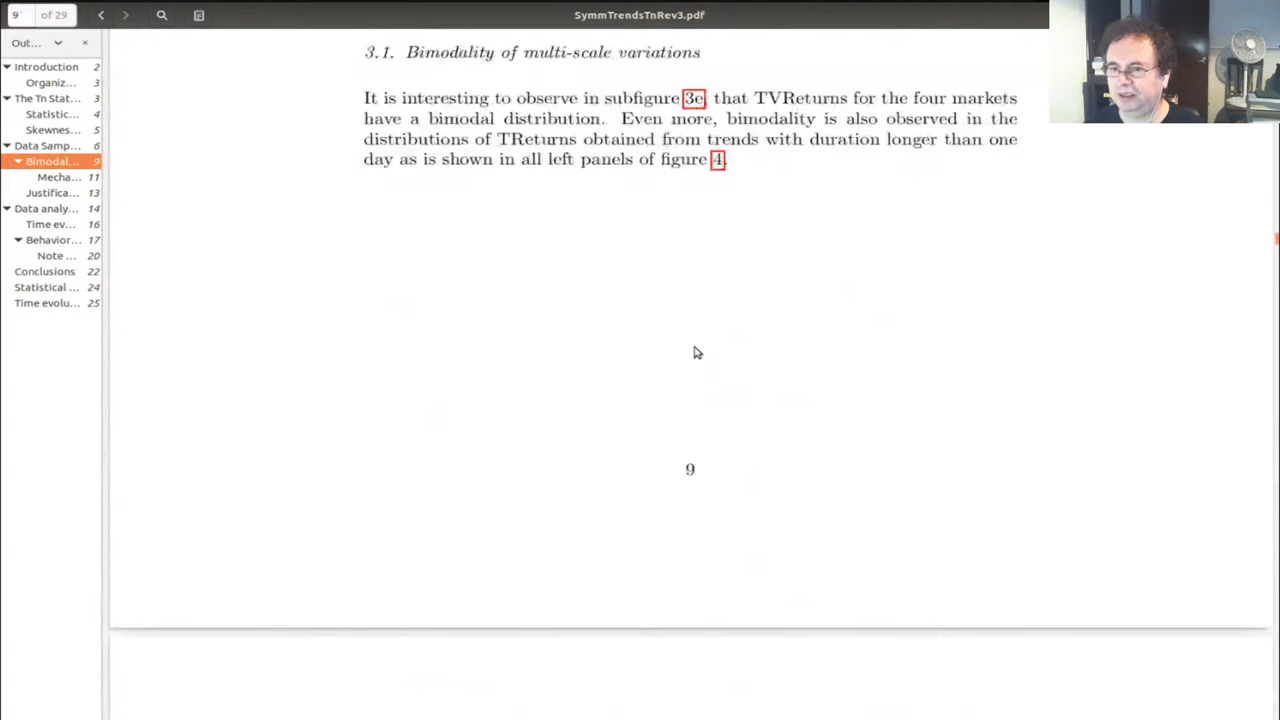 9 of 29
SymmTrendsTnRev3.pdf
Out...
Introduction 2
Organiz... 3
The Tn Stat... 3
Statistic... 4
Skewnes... 5
Data Samp... 6
Bimodal... 9
Mecha... 11
Justifica... 13
Data analy... 14
Time ev... 16
Behavior... 17
Note ... 20
Conclusions 22
Statistical ... 24
Time evolu... 25
3.1. Bimodality of multi-scale variations
It is interesting to observe in subfigure 3e, that TVReturns for the four markets
have a bimodal distribution. Even more, bimodality is also observed in the
distributions of TReturns obtained from trends with duration longer than one
day as is shown in all left panels of figure 4.
9